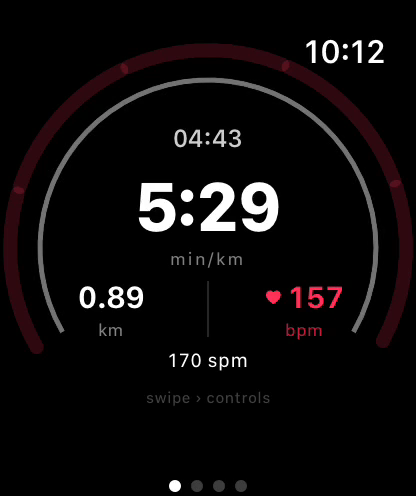 10:12
04:43
5:29
min/km
0.89
km
157
bpm
170 spm
swipe › controls